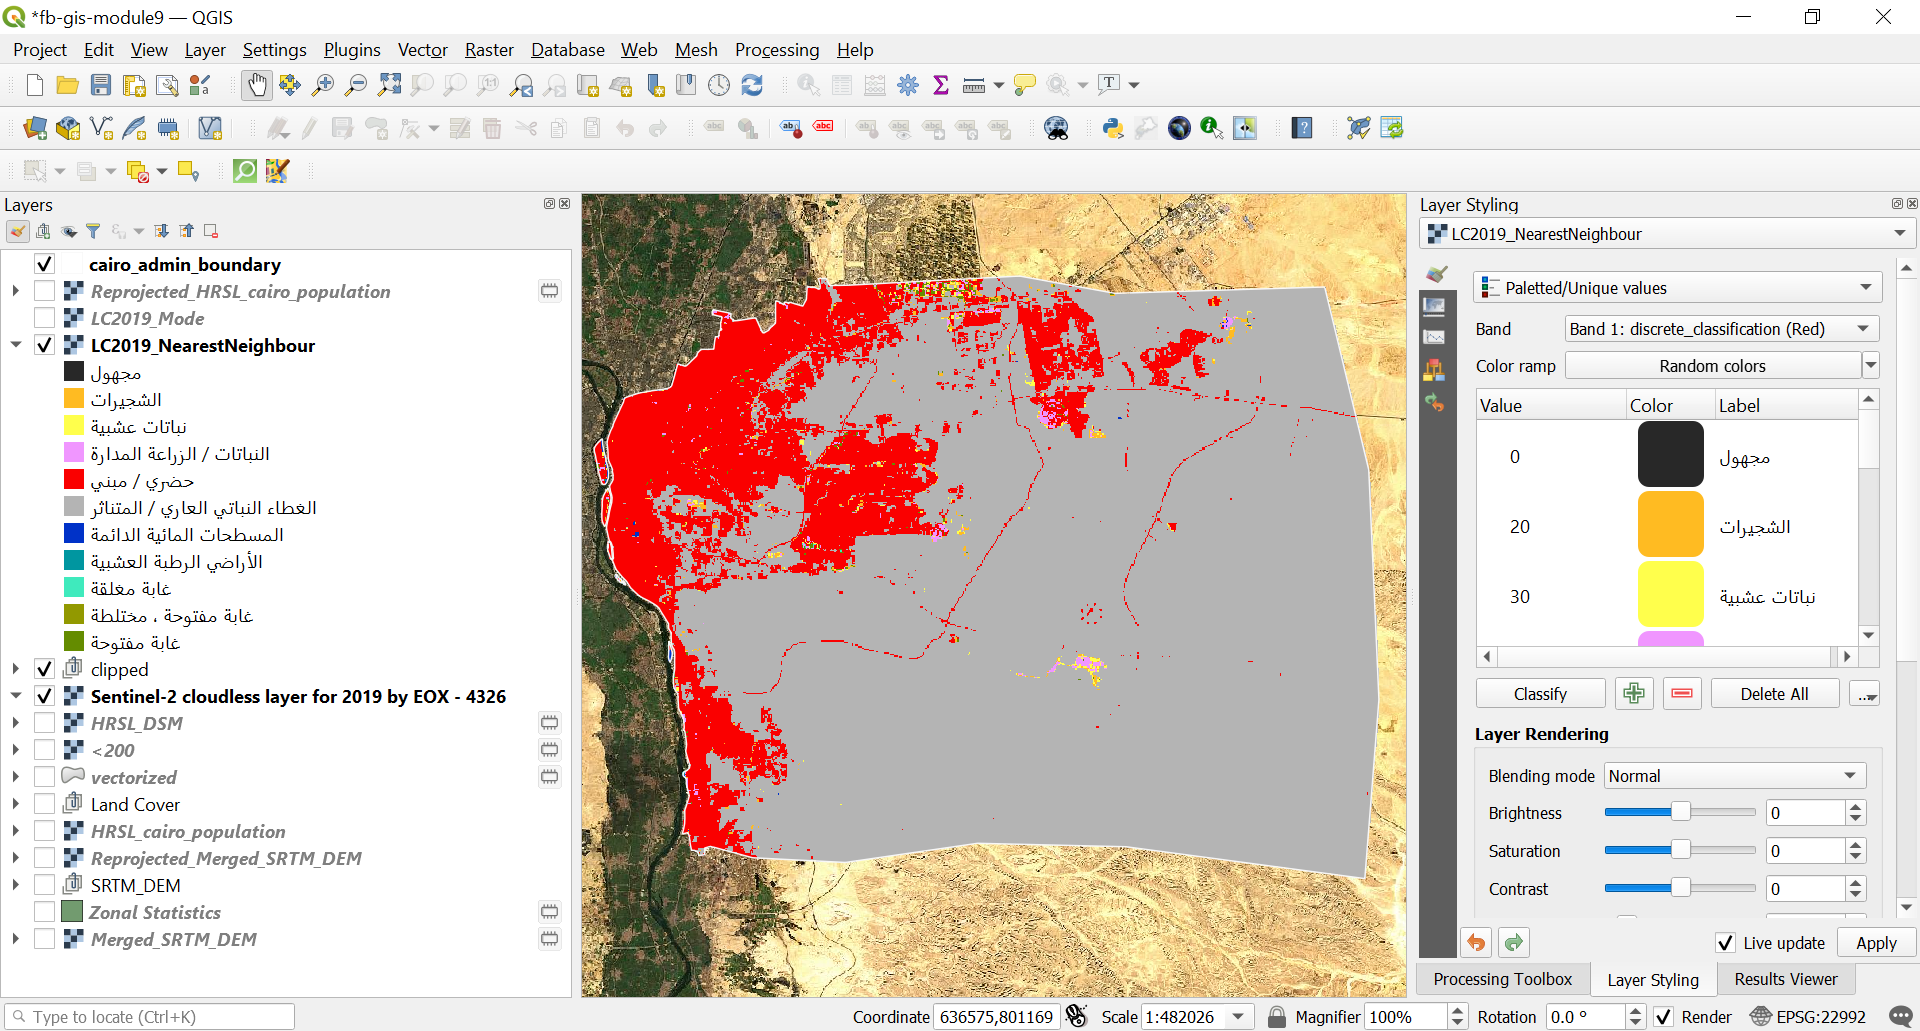 *fb-gis-module9 — QGIS
Project Edit View Layer Settings Plugins Vector Raster Database Web Mesh Processing Help
Layers
cairo_admin_boundary
Reprojected_HRSL_cairo_population
LC2019_Mode
LC2019_NearestNeighbour
مجهول
الشجيرات
نباتات عشبية
النباتات / الزراعة المدارة
حضري / مبني
الغطاء النباتي العاري / المتناثر
المسطحات المائية الدائمة
الأراضي الرطبة العشبية
غابة مغلقة
غابة مفتوحة ، مختلطة
غابة مفتوحة
clipped
Sentinel-2 cloudless layer for 2019 by EOX - 4326
HRSL_DSM
<200
vectorized
Land Cover
HRSL_cairo_population
Reprojected_Merged_SRTM_DEM
SRTM_DEM
Zonal Statistics
Merged_SRTM_DEM
Layer Styling
LC2019_NearestNeighbour
Paletted/Unique values
Band Band 1: discrete_classification (Red)
Color ramp Random colors
Value Color Label
0 مجهول
20 الشجيرات
30 نباتات عشبية
Classify Delete All ...
Layer Rendering
Blending mode Normal
Brightness 0
Saturation 0
Contrast 0
Live update Apply
Processing Toolbox Layer Styling Results Viewer
Type to locate (Ctrl+K) Coordinate 636575,801169 Scale 1:482026 Magnifier 100% Rotation 0.0 ° Render EPSG:22992